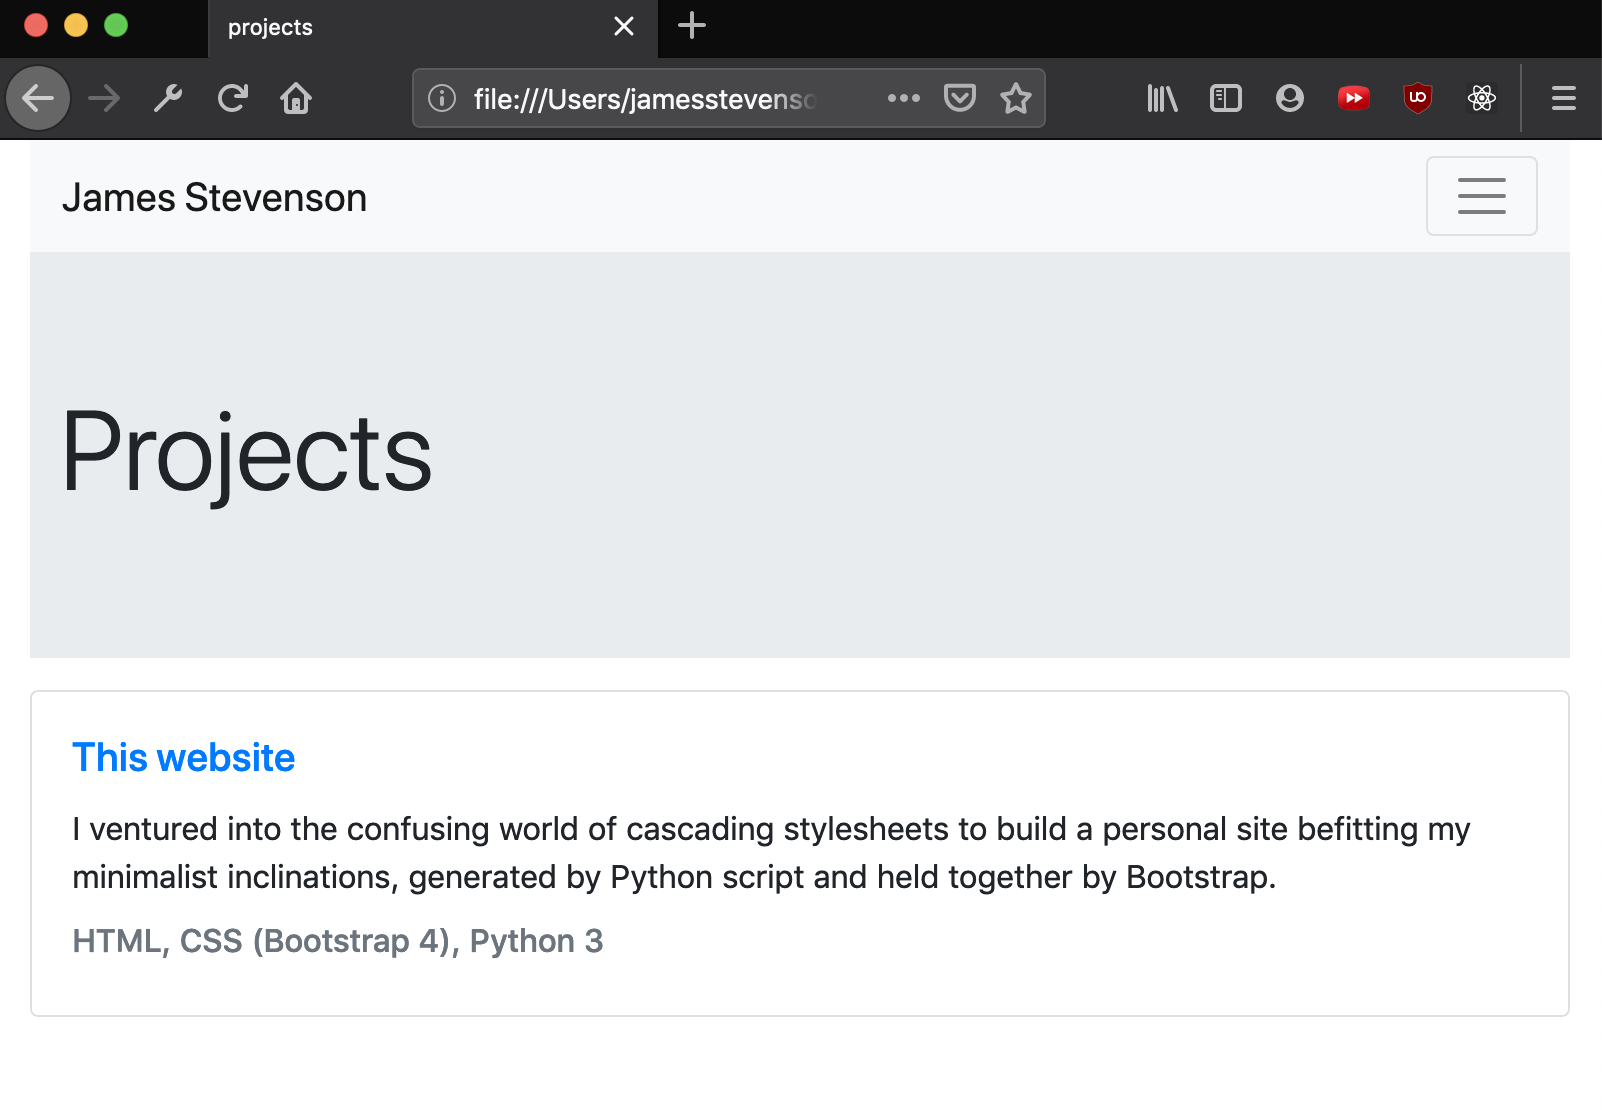 projects
file:///Users/jamesstevenso
James Stevenson
Projects
This website
I ventured into the confusing world of cascading stylesheets to build a personal site befitting my
minimalist inclinations, generated by Python script and held together by Bootstrap.
HTML, CSS (Bootstrap 4), Python 3